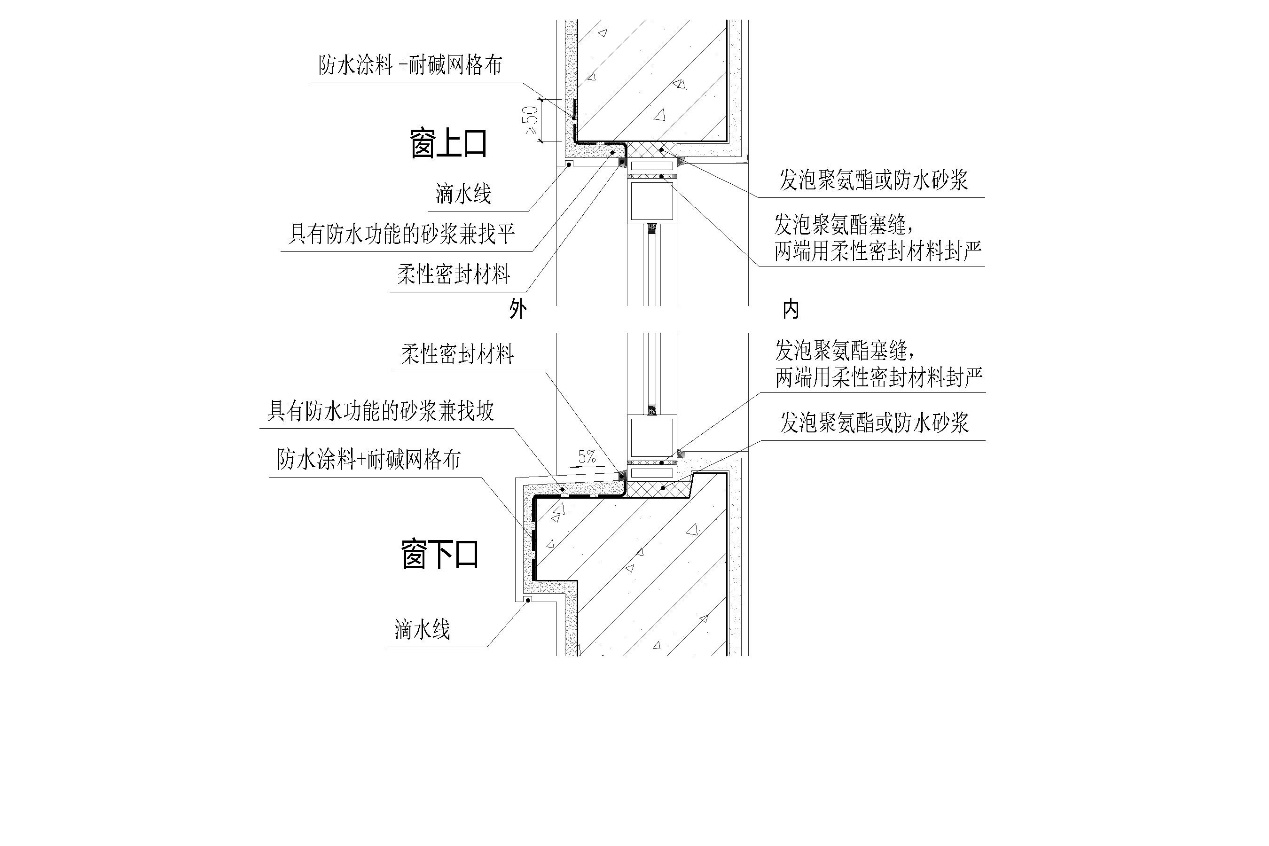 防水涂料-耐碱网格布
≥50
窗上口
滴水线
具有防水功能的砂浆兼找平
柔性密封材料
发泡聚氨酯或防水砂浆
发泡聚氨酯塞缝，
两端用柔性密封材料封严
外
内
柔性密封材料
具有防水功能的砂浆兼找坡
防水涂料+耐碱网格布
5%
窗下口
滴水线
发泡聚氨酯塞缝，
两端用柔性密封材料封严
发泡聚氨酯或防水砂浆